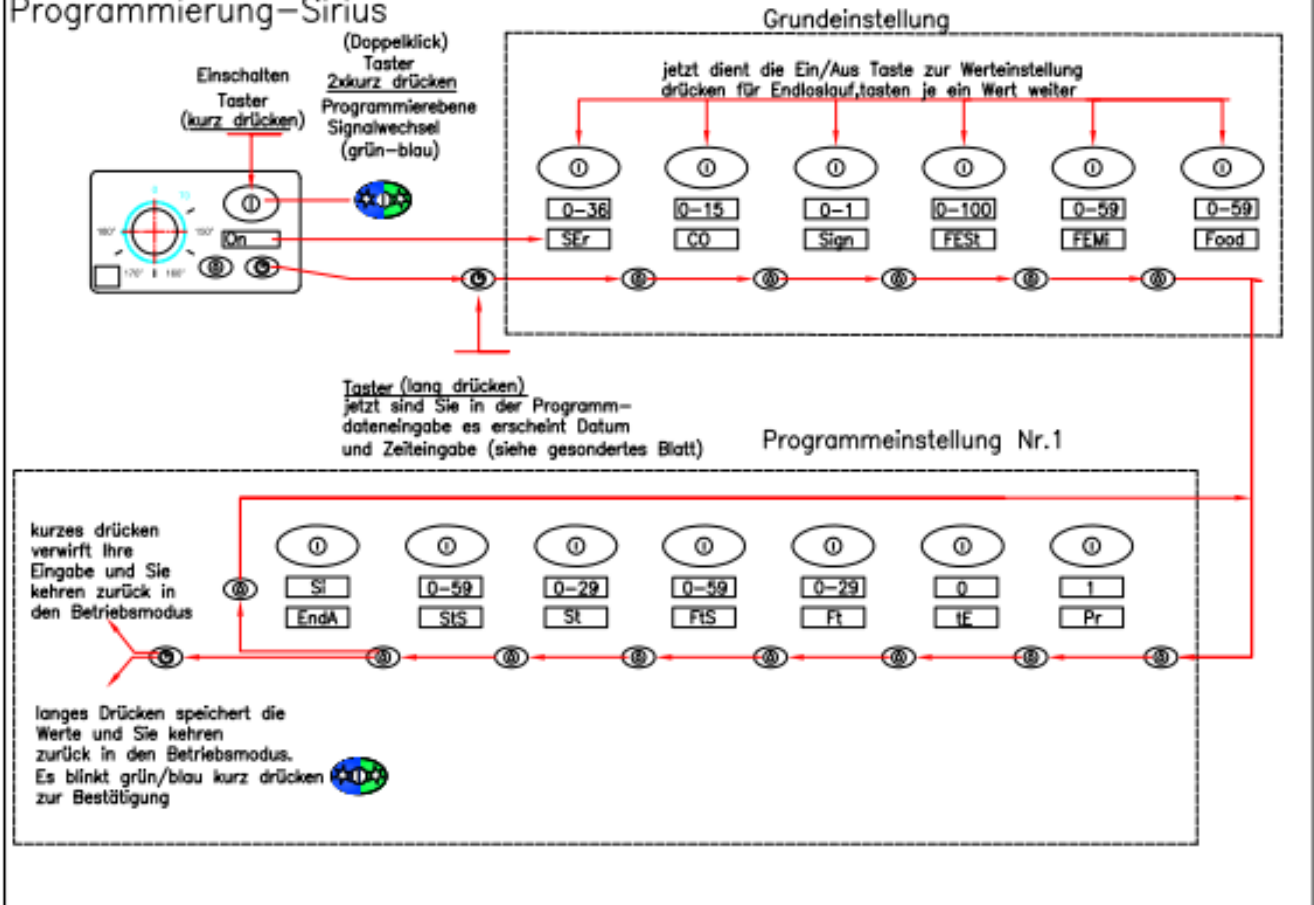 Programmierung-Sirius
Grundeinstellung
(Doppelklick)
Taster
2xkurz drücken
Programmierebene
Signalwechsel
(grün-blau)
Einschalten
Taster
(kurz drücken)
jetzt dient die Ein/Aus Taste zur Werteinstellung
drücken für Endloslauf,tasten je ein Wert weiter
On
0-36 0-15 0-1 0-100 0-59 0-59
SEr CO Sign FESt FEMi Food
Taster (lang drücken)
jetzt sind Sie in der Programm-
dateneingabe es erscheint Datum
und Zeiteingabe (siehe gesondertes Blatt)
Programmeinstellung Nr.1
kurzes drücken
verwirft Ihre
Eingabe und Sie
kehren zurück in
den Betriebsmodus
Si 0-59 0-29 0-59 0-29 0 1
EndA StS St FtS Ft tE Pr
langes Drücken speichert die
Werte und Sie kehren
zurück in den Betriebsmodus.
Es blinkt grün/blau kurz drücken
zur Bestätigung